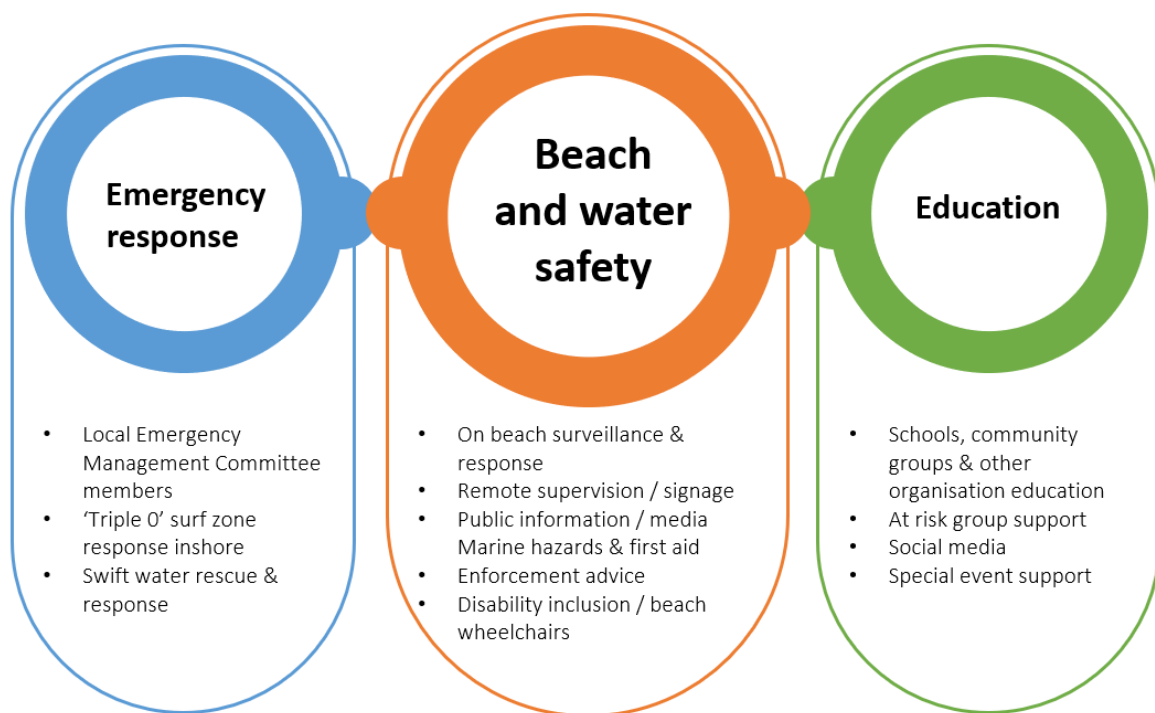 Emergency
response
• Local Emergency
Management Committee
members
• ‘Triple 0’ surf zone
response inshore
• Swift water rescue &
response
Beach
and water
safety
• On beach surveillance &
response
• Remote supervision / signage
• Public information / media
Marine hazards & first aid
• Enforcement advice
• Disability inclusion / beach
wheelchairs
Education
• Schools, community
groups & other
organisation education
• At risk group support
• Social media
• Special event support